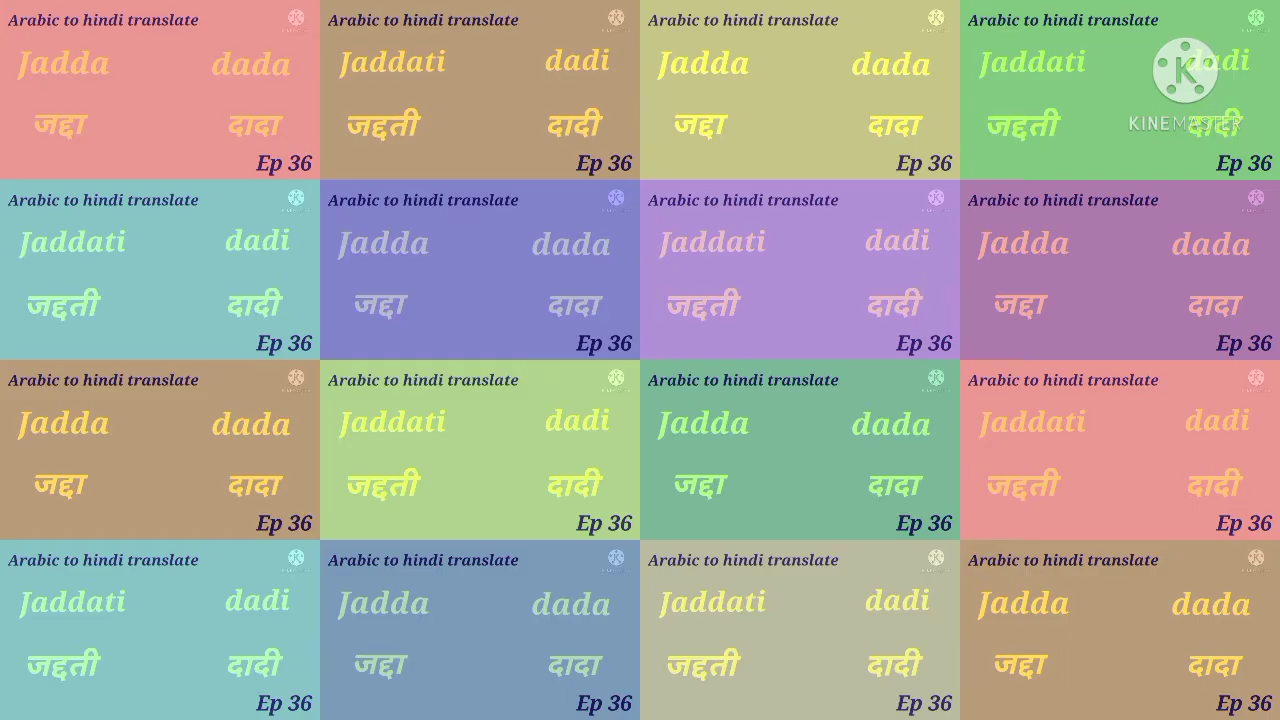 Arabic to hindi translate
Jadda dada
जद्दा दादा
Ep 36
Arabic to hindi translate
Jaddati dadi
जद्दती दादी
Ep 36
Arabic to hindi translate
Jadda dada
जद्दा दादा
Ep 36
Arabic to hindi translate
Jaddati dadi
KINEMASTER
जद्दती दादी
Ep 36
Arabic to hindi translate
Jaddati dadi
जद्दती दादी
Ep 36
Arabic to hindi translate
Jadda dada
जद्दा दादा
Ep 36
Arabic to hindi translate
Jaddati dadi
जद्दती दादी
Ep 36
Arabic to hindi translate
Jadda dada
जद्दा दादा
Ep 36
Arabic to hindi translate
Jadda dada
जद्दा दादा
Ep 36
Arabic to hindi translate
Jaddati dadi
जद्दती दादी
Ep 36
Arabic to hindi translate
Jadda dada
जद्दा दादा
Ep 36
Arabic to hindi translate
Jaddati dadi
जद्दती दादी
Ep 36
Arabic to hindi translate
Jaddati dadi
जद्दती दादी
Ep 36
Arabic to hindi translate
Jadda dada
जद्दा दादा
Ep 36
Arabic to hindi translate
Jaddati dadi
जद्दती दादी
Ep 36
Arabic to hindi translate
Jadda dada
जद्दा दादा
Ep 36